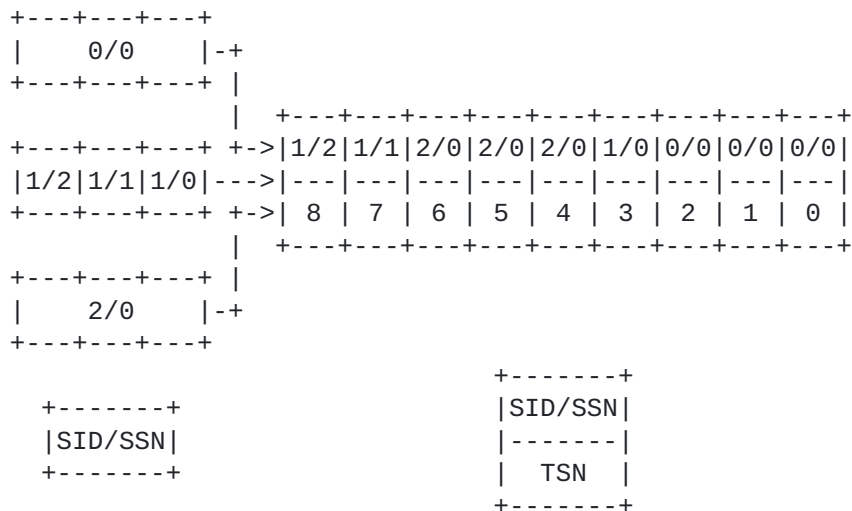 +---+---+---+
|    0/0    |-+
+---+---+---+ |
              |  +---+---+---+---+---+---+---+---+---+
+---+---+---+ +->|1/2|1/1|2/0|2/0|2/0|1/0|0/0|0/0|0/0|
|1/2|1/1|1/0|--->|---|---|---|---|---|---|---|---|---|
+---+---+---+ +->| 8 | 7 | 6 | 5 | 4 | 3 | 2 | 1 | 0 |
              |  +---+---+---+---+---+---+---+---+---+
+---+---+---+ |
|    2/0    |-+
+---+---+---+
                               +-------+
  +-------+                    |SID/SSN|
  |SID/SSN|                    |-------|
  +-------+                    |  TSN  |
                               +-------+